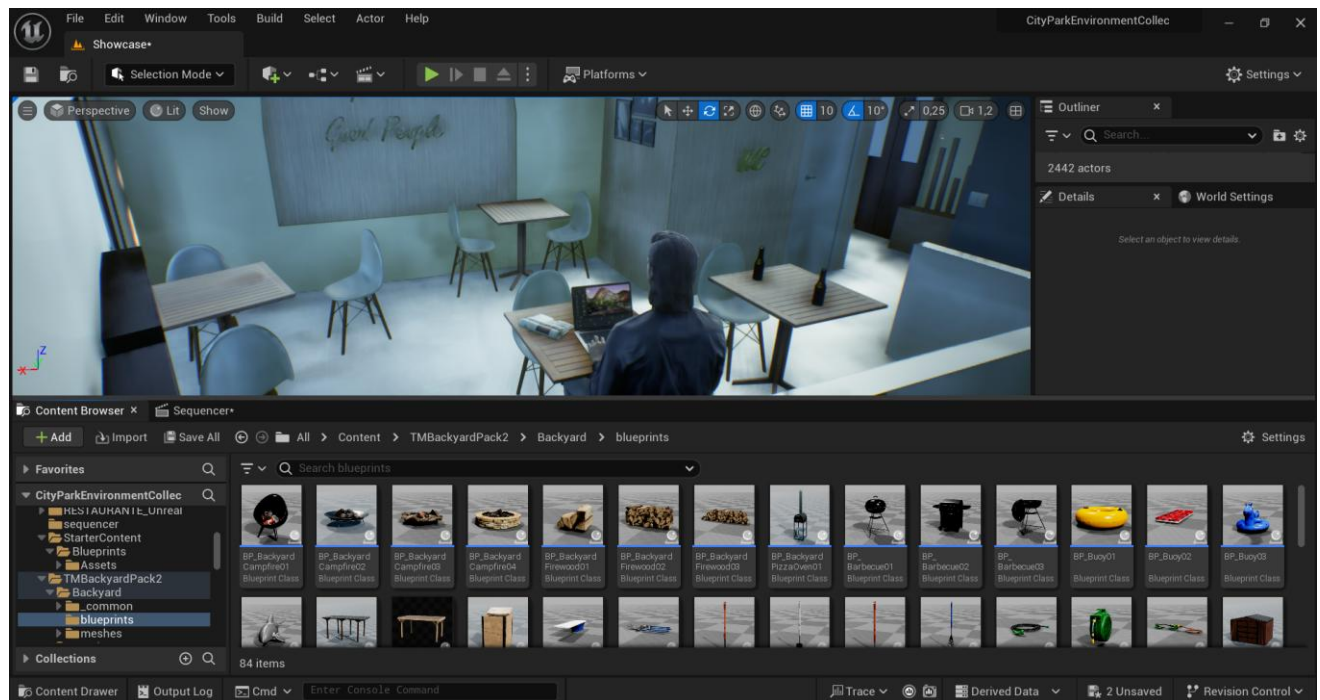 File Edit Window Tools Build Select Actor Help
CityParkEnvironmentCollec
Showcase•
Selection Mode
Platforms
Settings
Perspective Lit Show
10 10° 0,25 1,2
Good People
Outliner
Search...
2442 actors
Details World Settings
Select an object to view details.
Content Browser Sequencer•
Add Import Save All All > Content > TMBackyardPack2 > Backyard > blueprints Settings
Favorites
Search blueprints
CityParkEnvironmentCollec
RESTAURANTE_Unreal
sequencer
StarterContent
Blueprints
Assets
TMBackyardPack2
Backyard
_common
blueprints
meshes
BP_Backyard Campfire01 Blueprint Class
BP_Backyard Campfire02 Blueprint Class
BP_Backyard Campfire03 Blueprint Class
BP_Backyard Campfire04 Blueprint Class
BP_Backyard Firewood01 Blueprint Class
BP_Backyard Firewood02 Blueprint Class
BP_Backyard Firewood03 Blueprint Class
BP_Backyard PizzaOven01 Blueprint Class
BP_ Barbecue01 Blueprint Class
BP_ Barbecue02 Blueprint Class
BP_ Barbecue03 Blueprint Class
BP_Buoy01 Blueprint Class
BP_Buoy02 Blueprint Class
BP_Buoy03 Blueprint Class
Collections
84 items
Content Drawer Output Log Cmd Enter Console Command Trace Derived Data 2 Unsaved Revision Control
X
Z